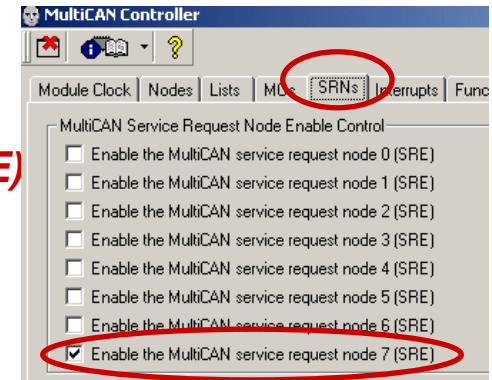 MultiCAN Controller
Module Clock Nodes Lists MOs SRNs Interrupts Func
MultiCAN Service Request Node Enable Control
E)
Enable the MultiCAN service request node 0 (SRE)
Enable the MultiCAN service request node 1 (SRE)
Enable the MultiCAN service request node 2 (SRE)
Enable the MultiCAN service request node 3 (SRE)
Enable the MultiCAN service request node 4 (SRE)
Enable the MultiCAN service request node 5 (SRE)
Enable the MultiCAN service request node 6 (SRE)
Enable the MultiCAN service request node 7 (SRE)